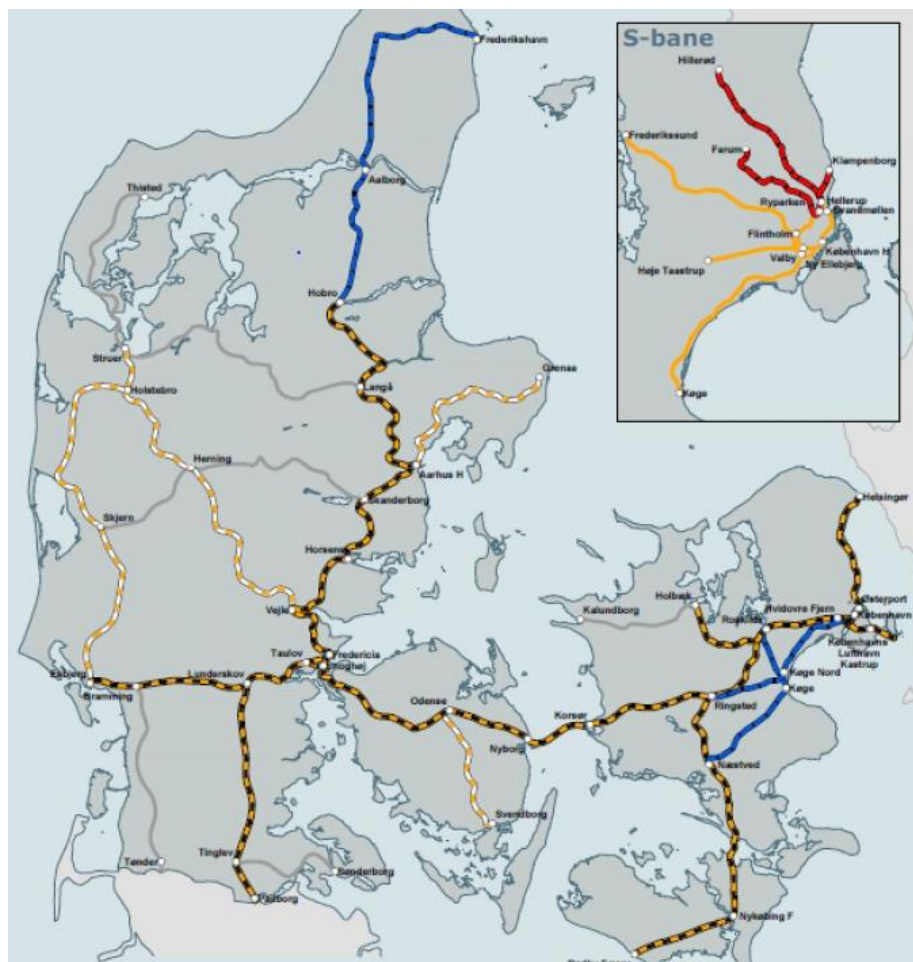 S-bane
Hillerød
Frederikssund
Farum
Klampenborg
Hellerup
Ryparken
Svanemøllen
Flintholm
København H
Valby
Ny Ellebjerg
Høje Taastrup
Køge
Frederikshavn
Aalborg
Thisted
Hobro
Struer
Holstebro
Langå
Grenaa
Herning
Aarhus H
Skanderborg
Skjern
Horsens
Helsingør
Vejle
Holbæk
Kalundborg
Østerport
Hvidovre Fjern
København
Roskilde
Københavns
Lufthavn
Kastrup
Fredericia
Taulov
Snoghøj
Esbjerg
Bramming
Lunderskov
Køge Nord
Køge
Odense
Korsør
Ringsted
Nyborg
Næstved
Svendborg
Tinglev
Tønder
Sønderborg
Padborg
Nykøbing F